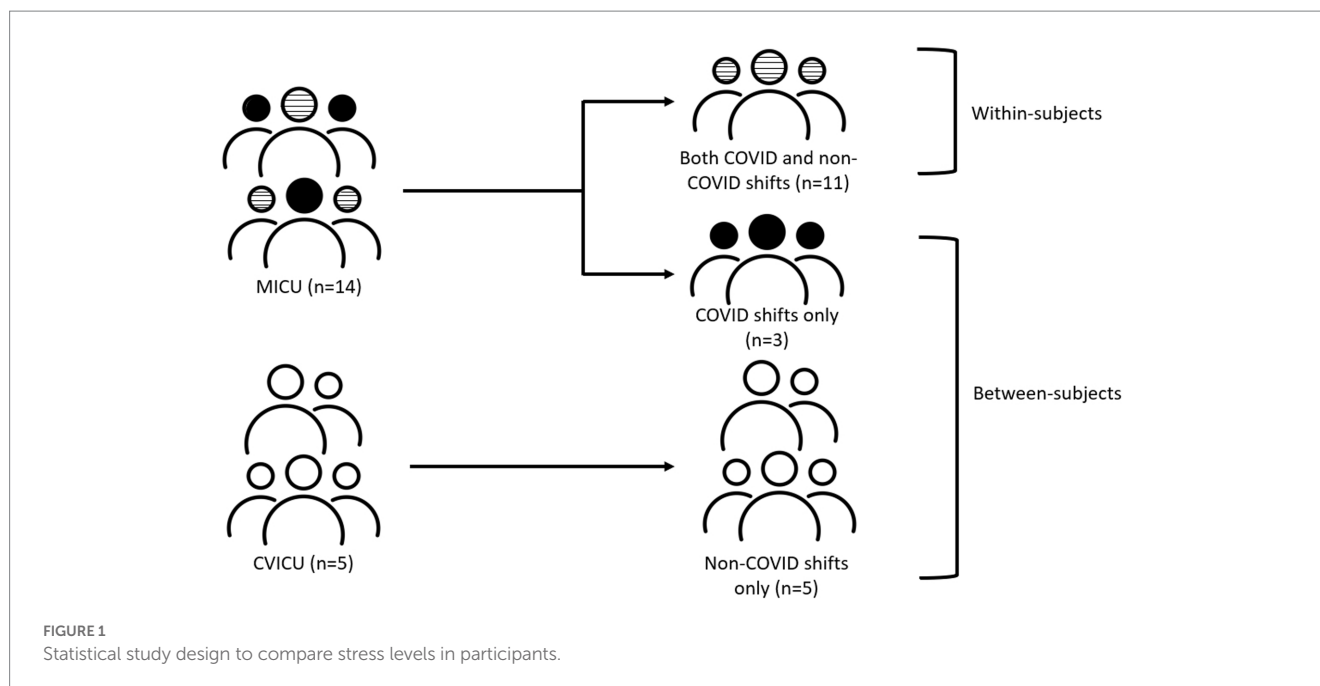 Both COVID and non-
COVID shifts (n=11)
Within-subjects
MICU (n=14)
COVID shifts only
(n=3)
Between-subjects
CVICU (n=5)
Non-COVID shifts
only (n=5)
FIGURE 1
Statistical study design to compare stress levels in participants.